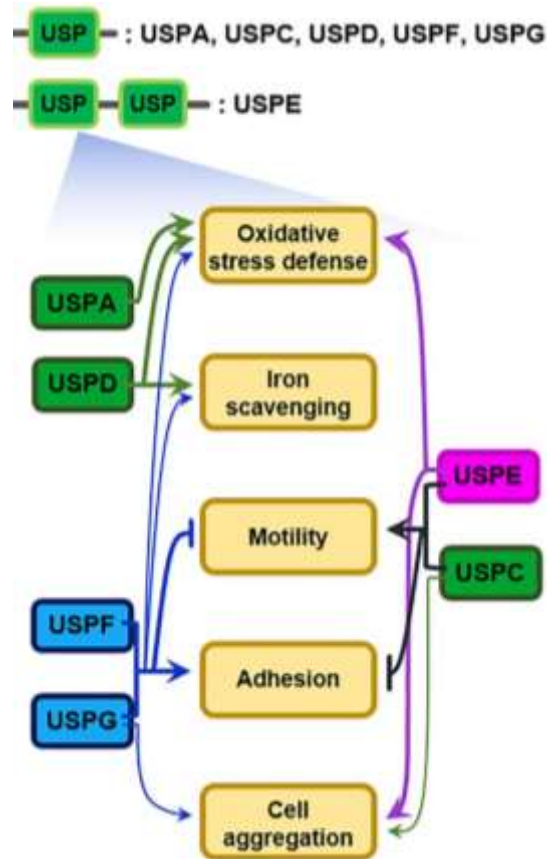 USP : USPA, USPC, USPD, USPF, USPG
USP USP : USPE
Oxidative
stress defense
USPA
USPD
Iron
scavenging
USPE
Motility
USPC
USPF
Adhesion
USPG
Cell
aggregation